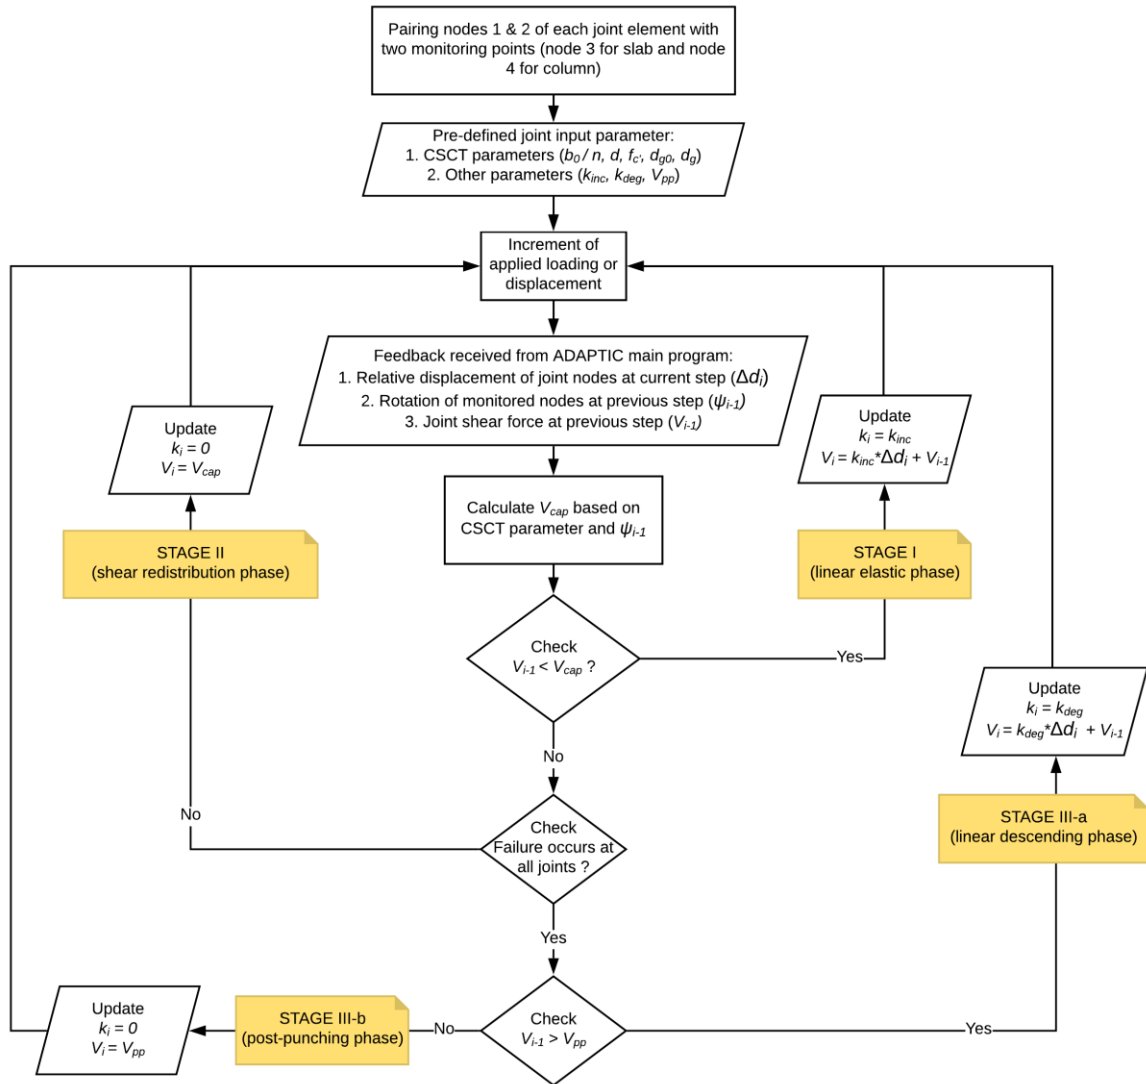 Pairing nodes 1 & 2 of each joint element with
two monitoring points (node 3 for slab and node
4 for column)
Pre-defined joint input parameter:
1. CSCT parameters (b0 / n, d, fc', dg0, dg)
2. Other parameters (kinc, kdeg, Vpp)
Increment of
applied loading or
displacement
Feedback received from ADAPTIC main program:
1. Relative displacement of joint nodes at current step (Δdi)
2. Rotation of monitored nodes at previous step (ψi-1)
3. Joint shear force at previous step (Vi-1)
Update
ki = 0
Vi = Vcap
Update
ki = kinc
Vi = kinc*Δdi + Vi-1
Calculate Vcap based on
CSCT parameter and ψi-1
STAGE II
(shear redistribution phase)
STAGE I
(linear elastic phase)
Check
Vi-1 < Vcap ?
Yes
Update
ki = kdeg
Vi = kdeg*Δdi + Vi-1
No
No
Check
Failure occurs at
all joints ?
STAGE III-a
(linear descending phase)
Yes
Update
ki = 0
Vi = Vpp
STAGE III-b
(post-punching phase)
No
Check
Vi-1 > Vpp
Yes